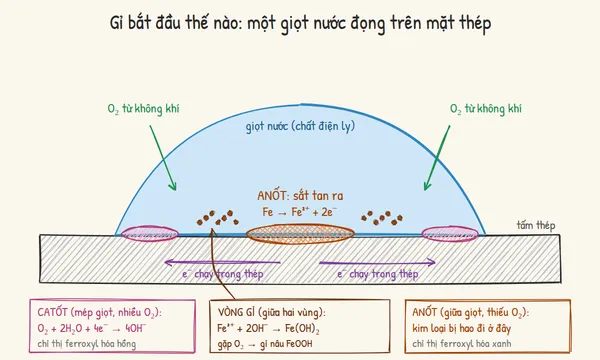 Gỉ bắt đầu thế nào: một giọt nước đọng trên mặt thép
O₂ từ không khí
O₂ từ không khí
giọt nước (chất điện ly)
ANỐT: sắt tan ra
Fe → Fe²⁺ + 2e⁻
tấm thép
e⁻ chạy trong thép
e⁻ chạy trong thép
CATỐT (mép giọt, nhiều O₂):
O₂ + 2H₂O + 4e⁻ → 4OH⁻
chỉ thị ferroxyl hóa hồng
VÒNG GỈ (giữa hai vùng):
Fe²⁺ + 2OH⁻ → Fe(OH)₂
gặp O₂ → gỉ nâu FeOOH
ANỐT (giữa giọt, thiếu O₂):
kim loại bị hao đi ở đây
chỉ thị ferroxyl hóa xanh